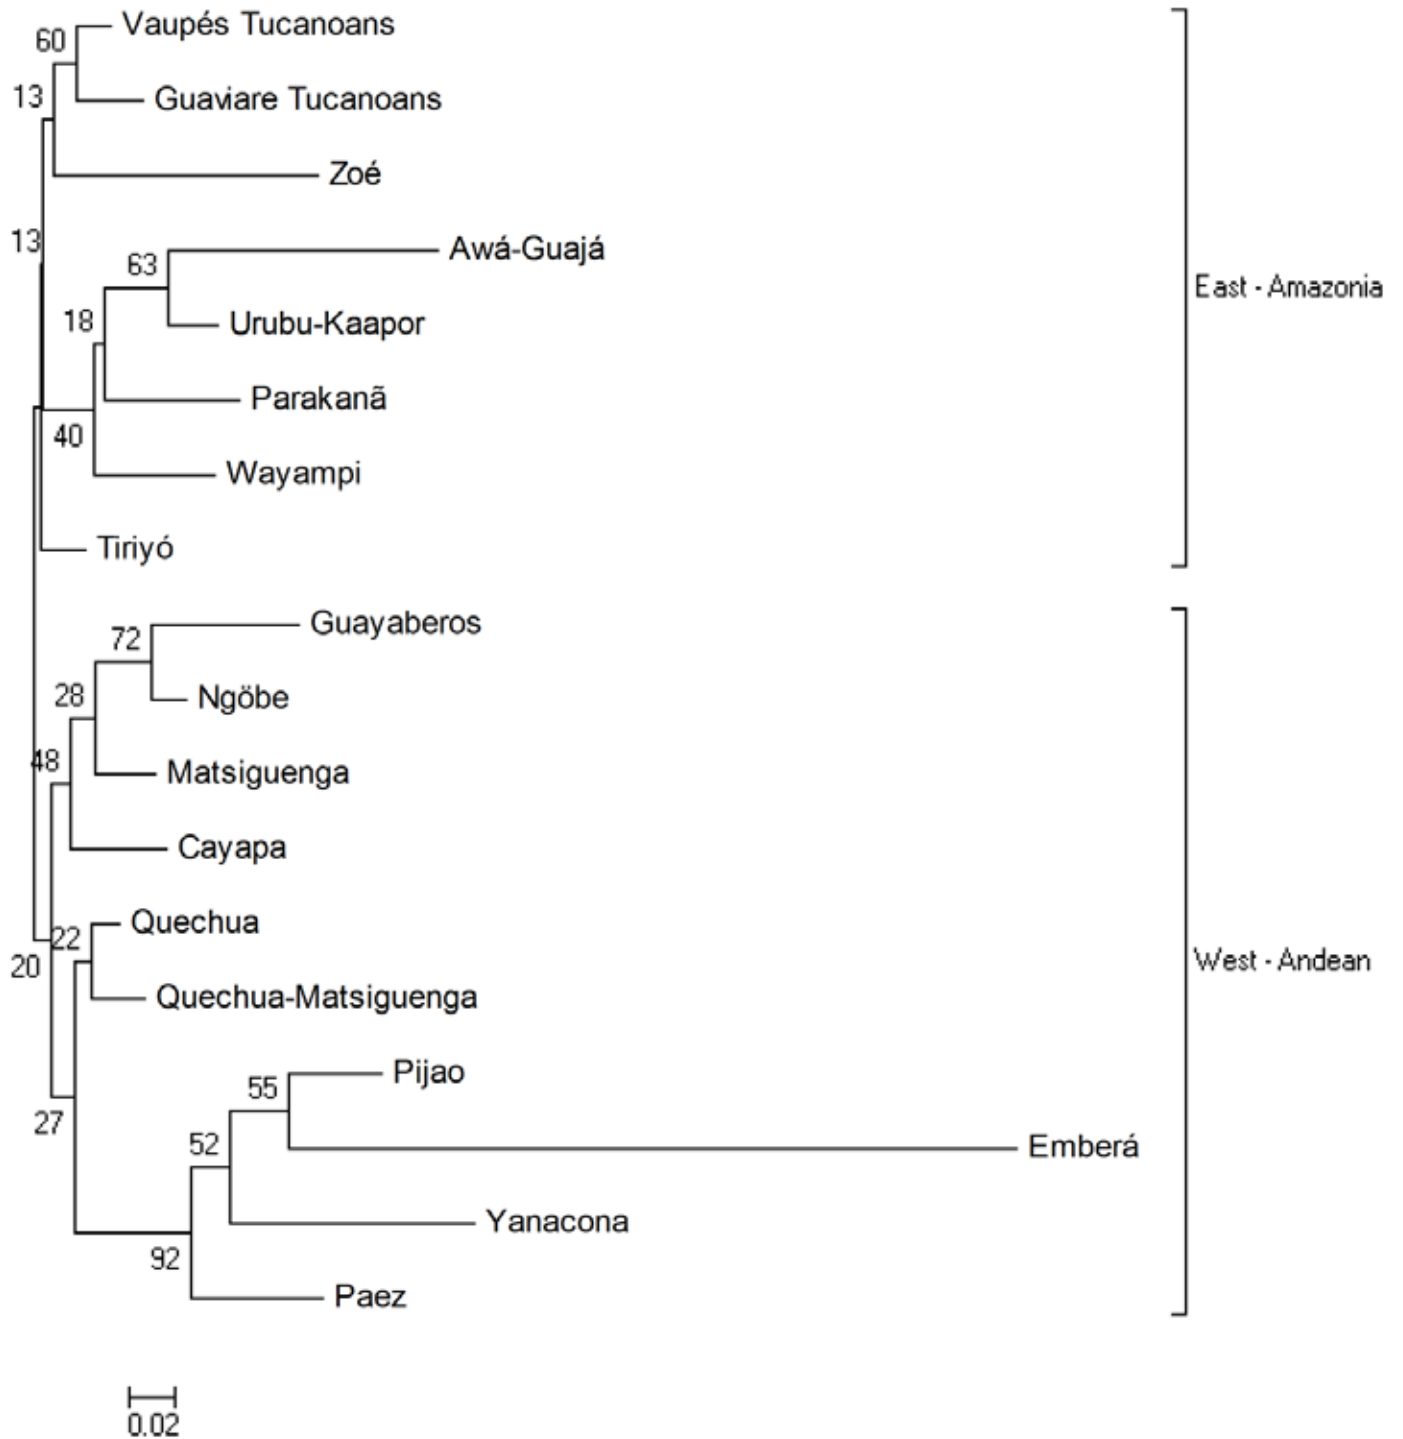 Vaupés Tucanoans
60
13
Guaviare Tucanoans
Zoé
13
Awá-Guajá
63
East - Amazonia
18
Urubu-Kaapor
Parakanã
40
Wayampi
Tiriyó
Guayaberos
72
28
Ngöbe
48
Matsiguenga
Cayapa
Quechua
22
20
West - Andean
Quechua-Matsiguenga
Pijao
55
27
52
Emberá
Yanacona
92
Paez
0.02